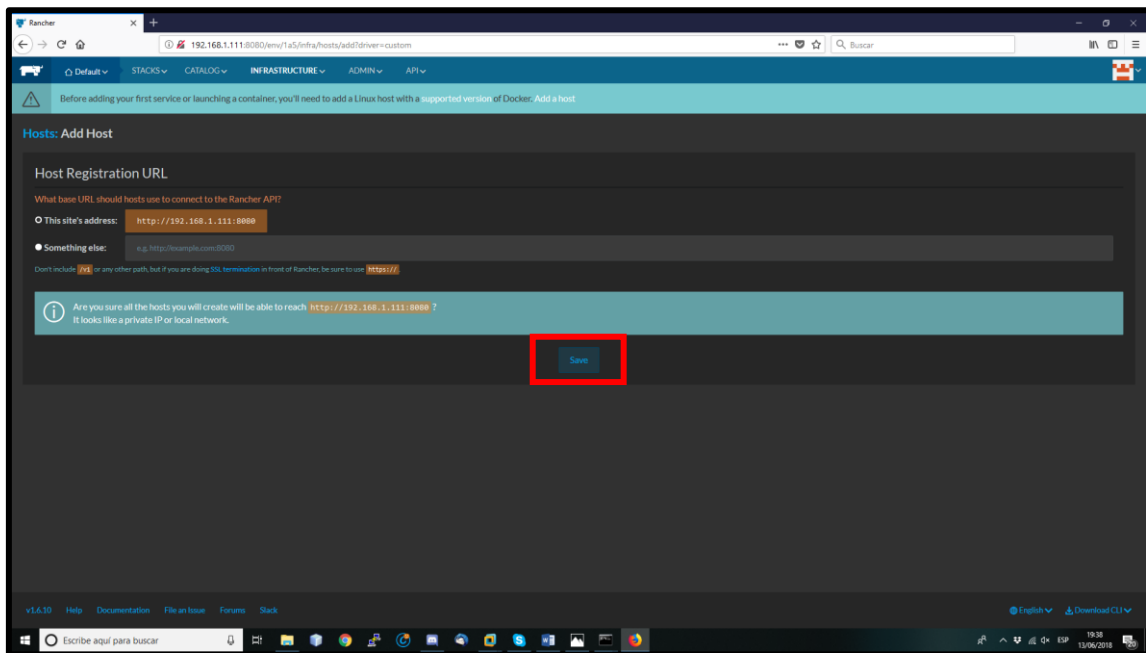 Rancher
192.168.1.111:8080/env/1a5/infra/hosts/add?driver=custom
Buscar
Default STACKS CATALOG INFRASTRUCTURE ADMIN API
Before adding your first service or launching a container, you'll need to add a Linux host with a supported version of Docker. Add a host
Hosts: Add Host
Host Registration URL
What base URL should hosts use to connect to the Rancher API?
This site's address: http://192.168.1.111:8080
Something else: e.g. http://example.com:8080
Don't include /v1 or any other path, but if you are doing SSL termination in front of Rancher, be sure to use https://
Are you sure all the hosts you will create will be able to reach http://192.168.1.111:8080 ?
It looks like a private IP or local network.
Save
v1.6.10 Help Documentation File an Issue Forums Slack English Download CLI
Escribe aquí para buscar ESP 19:38
13/06/2018